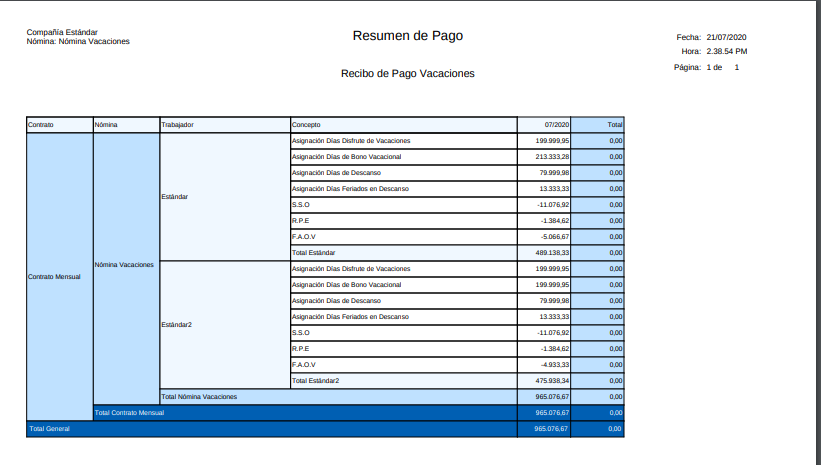 Compañía Estándar
Nómina: Nómina Vacaciones
Resumen de Pago
Recibo de Pago Vacaciones
Fecha: 21/07/2020
Hora: 2.38.54 PM
Página: 1 de 1
Contrato Nómina Trabajador Concepto 07/2020 Total
Asignación Días Disfrute de Vacaciones 199.999,95 0,00
Asignación Días de Bono Vacacional 213.333,28 0,00
Asignación Días de Descanso 79.999,98 0,00
Asignación Días Feriados en Descanso 13.333,33 0,00
Estándar
S.S.O -11.076,92 0,00
R.P.E -1.384,62 0,00
F.A.O.V -5.066,67 0,00
Total Estándar 489.138,33 0,00
Nómina Vacaciones
Contrato Mensual
Asignación Días Disfrute de Vacaciones 199.999,95 0,00
Asignación Días de Bono Vacacional 199.999,95 0,00
Asignación Días de Descanso 79.999,98 0,00
Asignación Días Feriados en Descanso 13.333,33 0,00
Estándar2
S.S.O -11.076,92 0,00
R.P.E -1.384,62 0,00
F.A.O.V -4.933,33 0,00
Total Estándar2 475.938,34 0,00
Total Nómina Vacaciones 965.076,67 0,00
Total Contrato Mensual 965.076,67 0,00
Total General 965.076,67 0,00